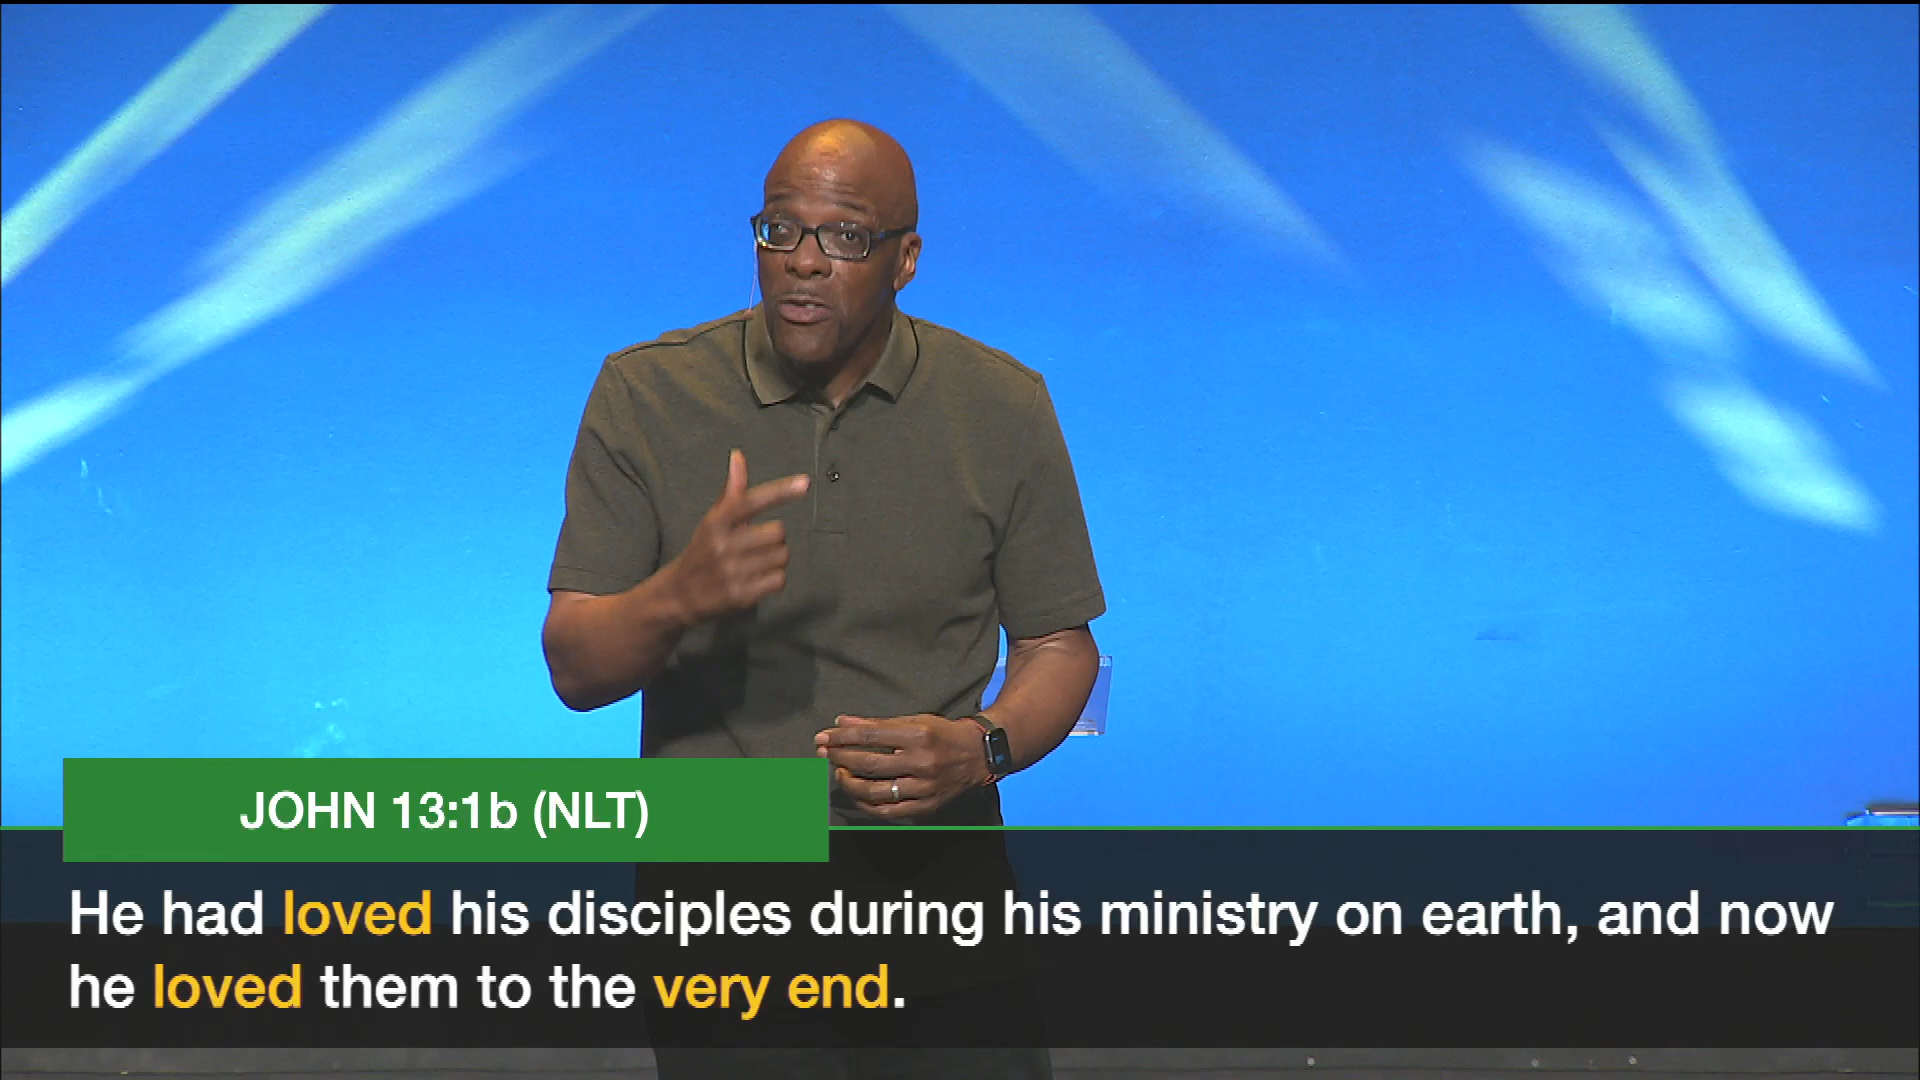 JOHN 13:1b (NLT)
He had loved his disciples during his ministry on earth, and now
he loved them to the very end.